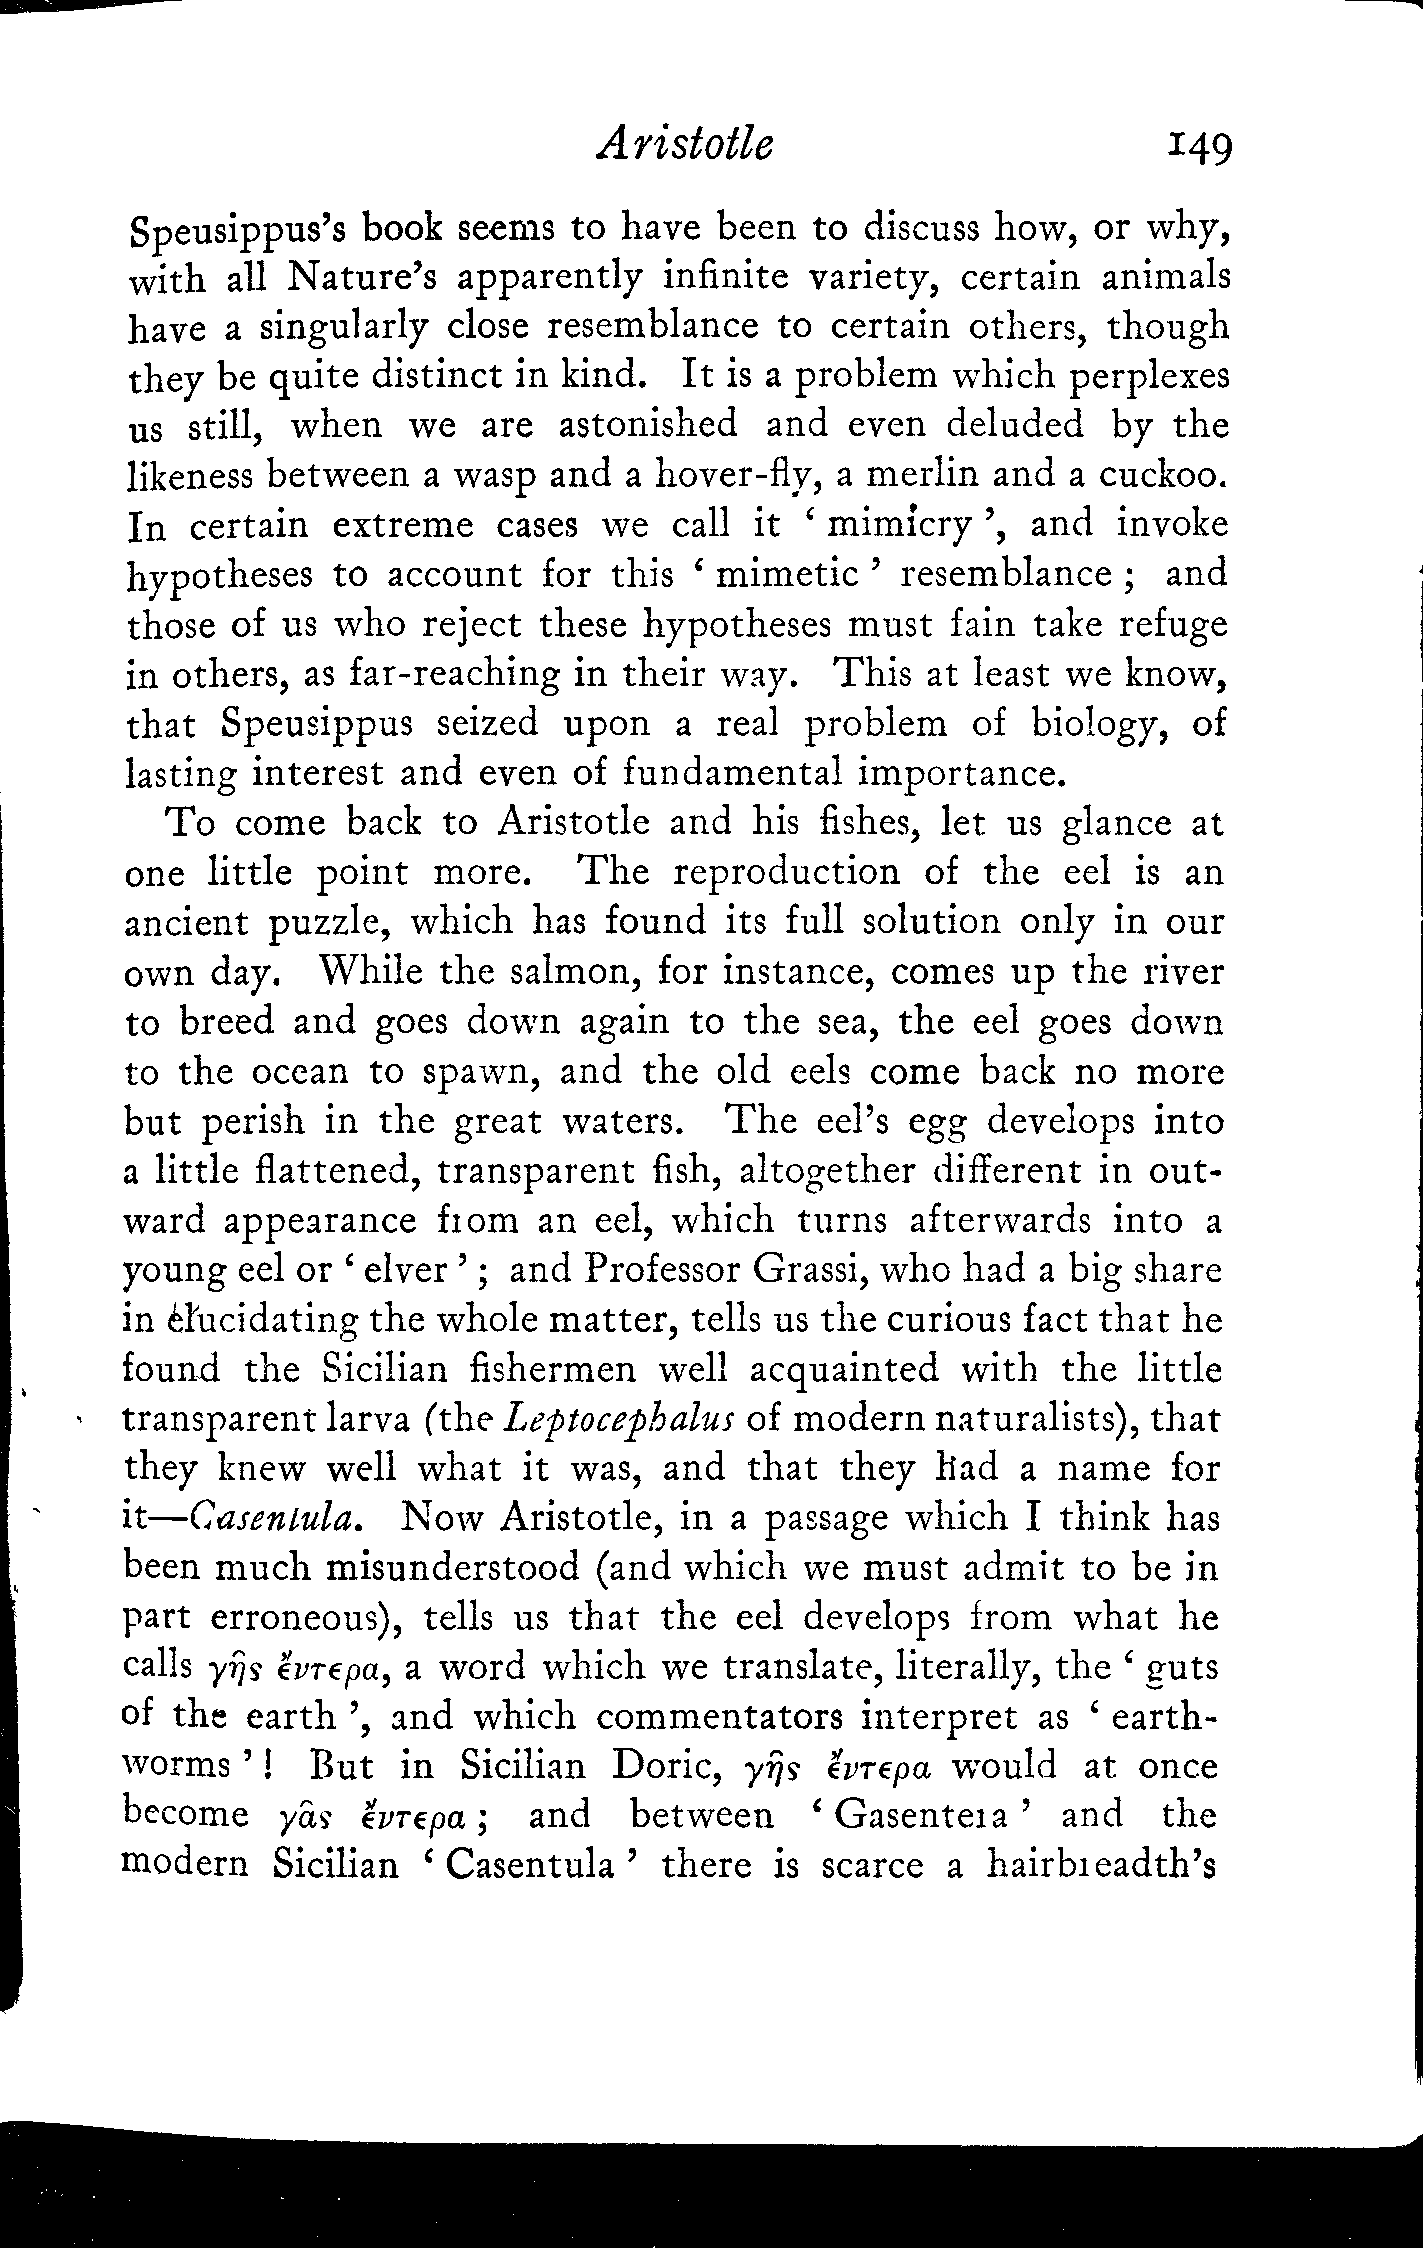 Aristotle 149
Speusippus's book seems to have been to discuss how, or why,
with all Nature's apparently infinite variety, certain animals
have a singularly close resemblance to certain others, though
they be quite distinct in kind. It is a problem which perplexes
us still, when we are astonished and even deluded by the
likeness between a wasp and a hover-fly, a merlin and a cuckoo.
In certain extreme cases we call it ‘ mimicry ’, and invoke
hypotheses to account for this ‘ mimetic ’ resemblance ; and
those of us who reject these hypotheses must fain take refuge
in others, as far-reaching in their way. This at least we know,
that Speusippus seized upon a real problem of biology, of
lasting interest and even of fundamental importance.
To come back to Aristotle and his fishes, let us glance at
one little point more. The reproduction of the eel is an
ancient puzzle, which has found its full solution only in our
own day. While the salmon, for instance, comes up the river
to breed and goes down again to the sea, the eel goes down
to the ocean to spawn, and the old eels come back no more
but perish in the great waters. The eel's egg develops into
a little flattened, transparent fish, altogether different in out-
ward appearance from an eel, which turns afterwards into a
young eel or ‘ elver ’ ; and Professor Grassi, who had a big share
in elucidating the whole matter, tells us the curious fact that he
found the Sicilian fishermen well acquainted with the little
transparent larva (the Leptocephalus of modern naturalists), that
they knew well what it was, and that they had a name for
it—Casentula. Now Aristotle, in a passage which I think has
been much misunderstood (and which we must admit to be in
part erroneous), tells us that the eel develops from what he
calls γῆς ἔντερα, a word which we translate, literally, the ‘ guts
of the earth ’, and which commentators interpret as ‘ earth-
worms ’ ! But in Sicilian Doric, γῆς ἔντερα would at once
become γᾶς ἔντερα ; and between ‘ Gasentera ’ and the
modern Sicilian ‘ Casentula ’ there is scarce a hairbreadth's